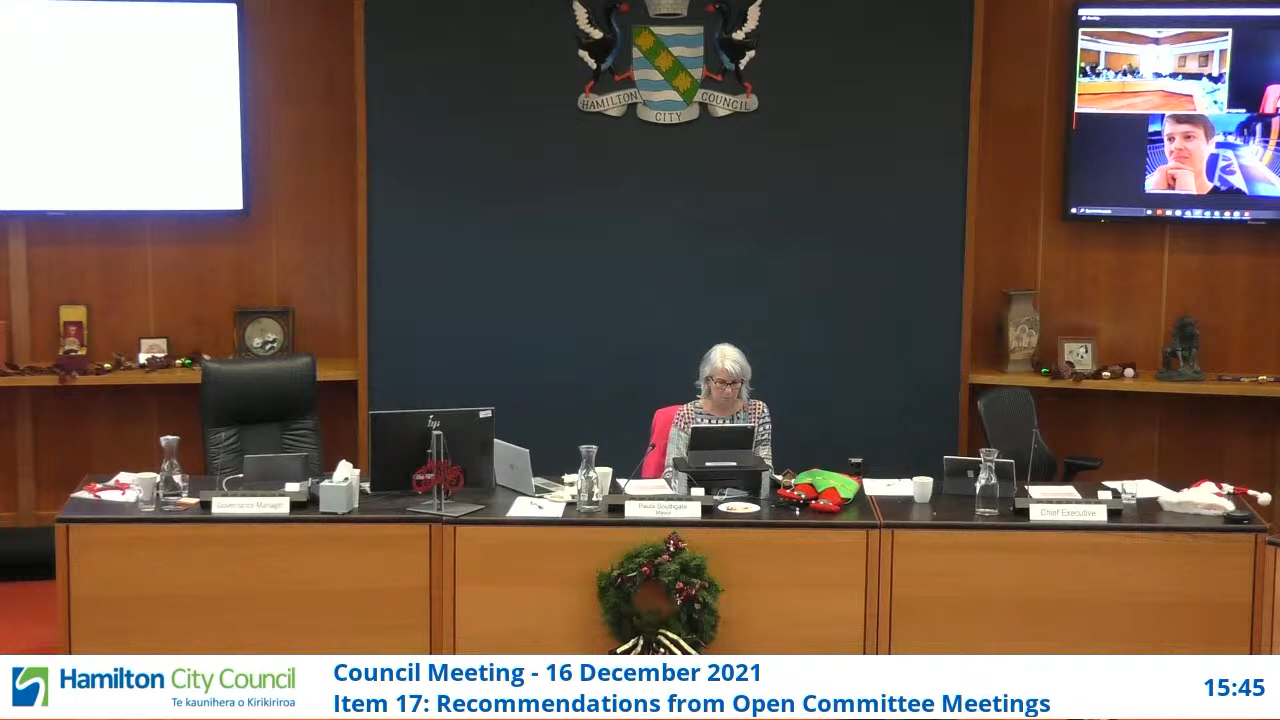 HAMILTON
CITY
COUNCIL
hp
Governance Manager
Paula Southgate
Mayor
Chief Executive
Hamilton City Council
Te kaunihera o Kirikiriroa
Council Meeting - 16 December 2021
Item 17: Recommendations from Open Committee Meetings
15:45